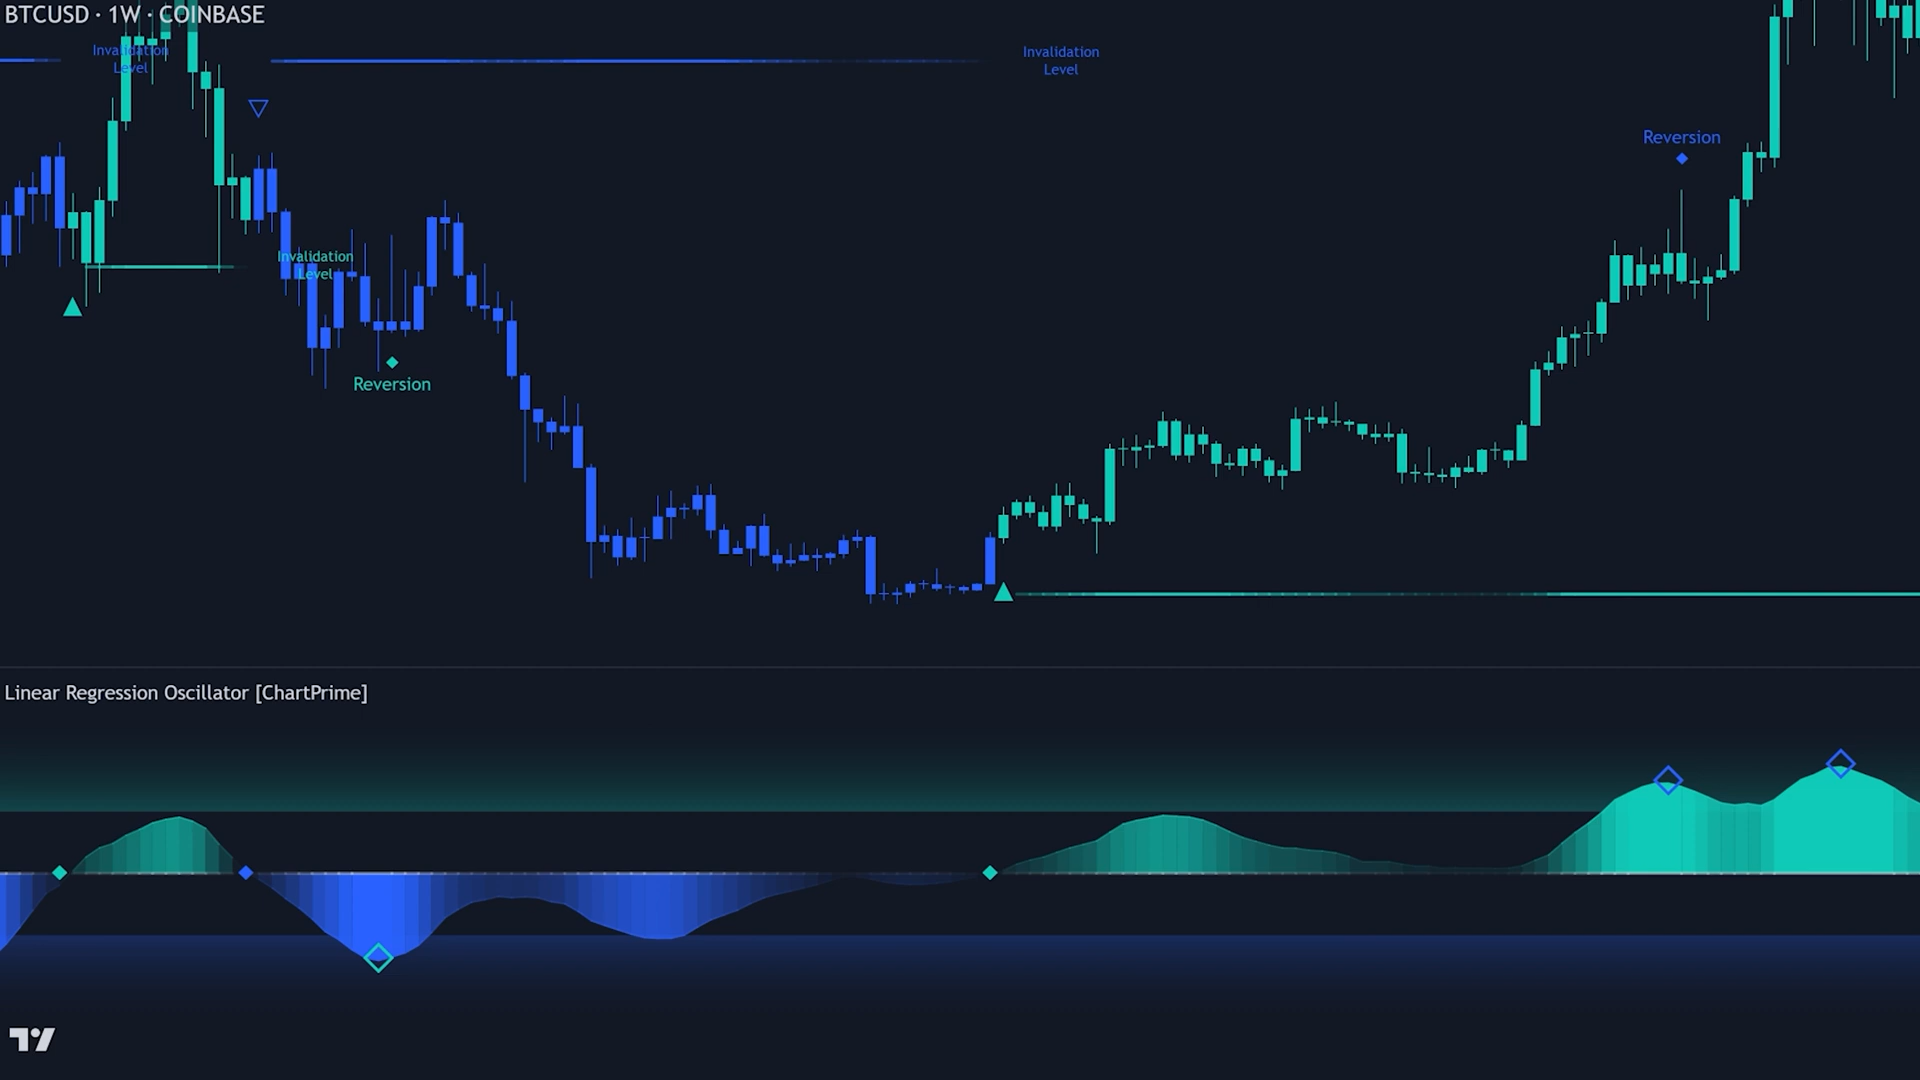 BTCUSD · 1W · COINBASE
Invalidation
Level
Invalidation
Level
Reversion
Invalidation
Level
Reversion
Linear Regression Oscillator [ChartPrime]